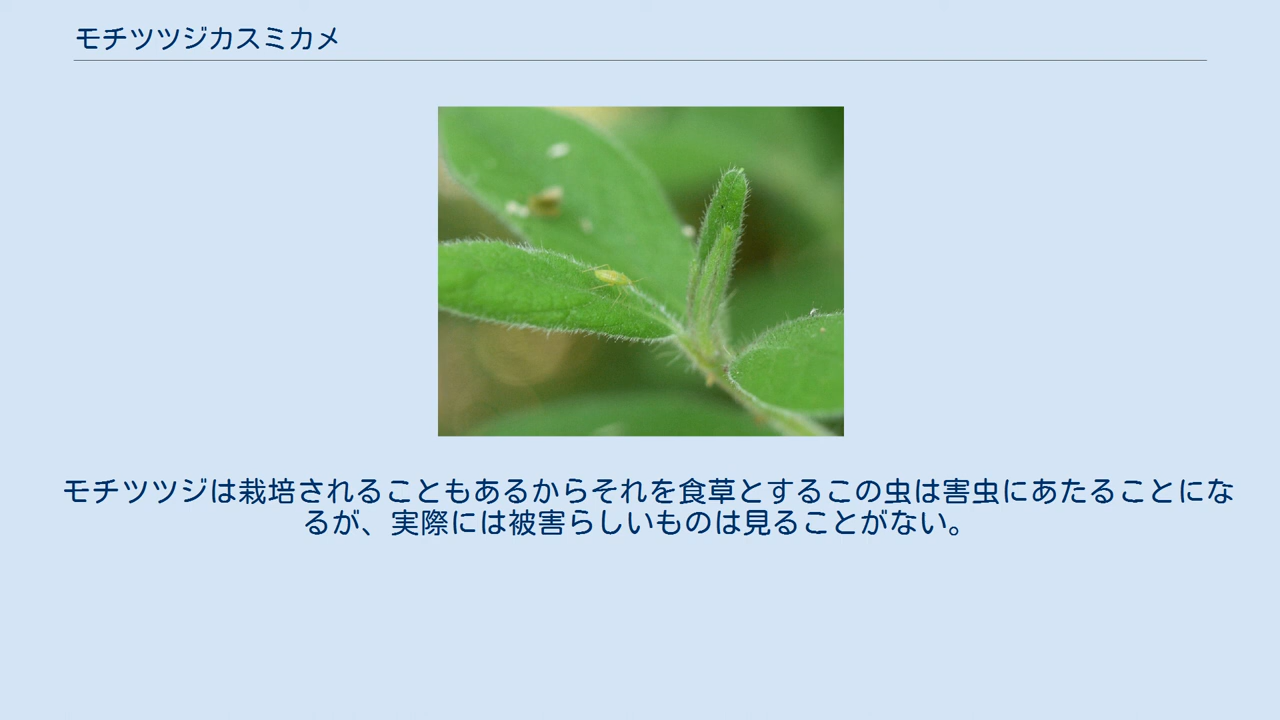 モチツツジカスミカメ
モチツツジは栽培されることもあるからそれを食草とするこの虫は害虫にあたることにな
るが、実際には被害らしいものは見ることがない。